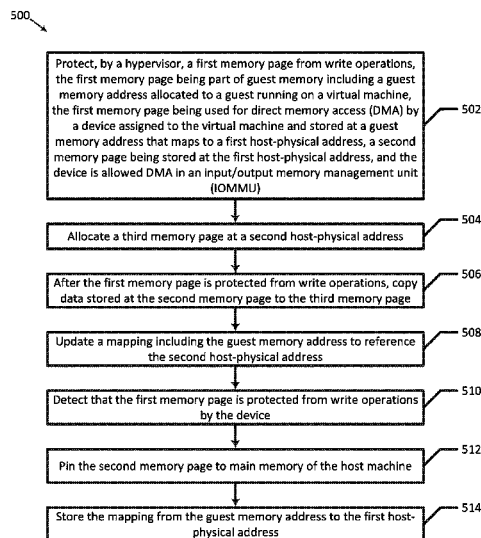 500
Protect, by a hypervisor, a first memory page from write operations,
the first memory page being part of guest memory including a guest
memory address allocated to a guest running on a virtual machine,
the first memory page being used for direct memory access (DMA) by
a device assigned to the virtual machine and stored at a guest
memory address that maps to a first host-physical address, a second
memory page being stored at the first host-physical address, and the
device is allowed DMA in an input/output memory management unit
(IOMMU)
502
Allocate a third memory page at a second host-physical address
504
After the first memory page is protected from write operations, copy
data stored at the second memory page to the third memory page
506
Update a mapping including the guest memory address to reference
the second host-physical address
508
Detect that the first memory page is protected from write operations
by the device
510
Pin the second memory page to main memory of the host machine
512
Store the mapping from the guest memory address to the first host-
physical address
514